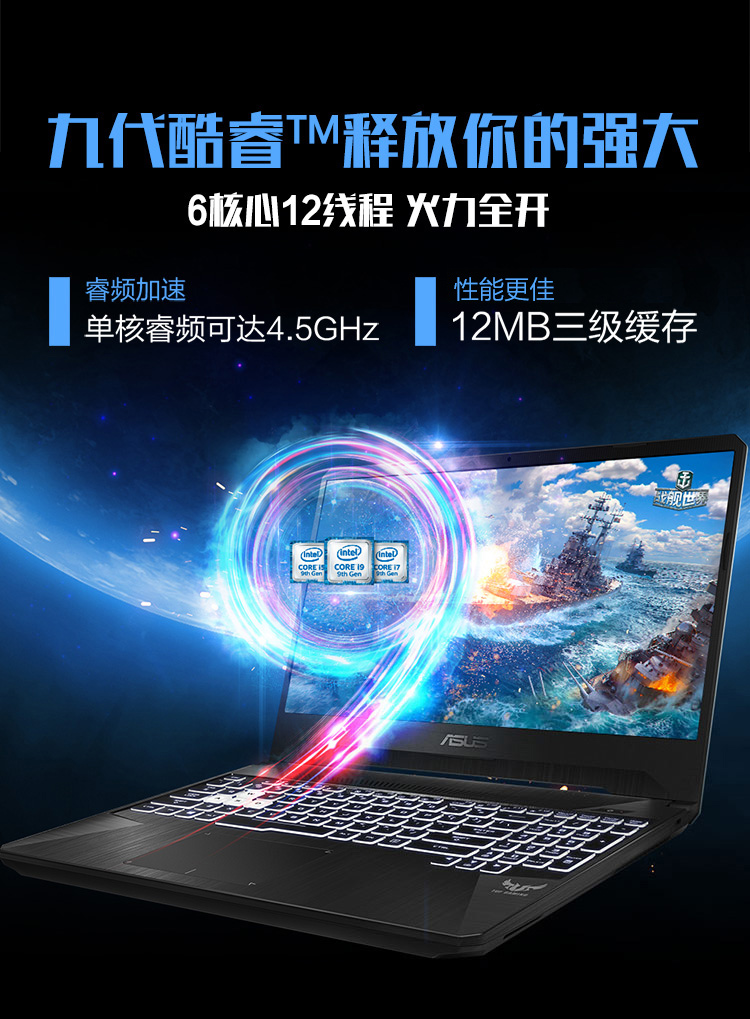 九代酷睿™释放你的强大
6核心12线程 火力全开
睿频加速
单核睿频可达4.5GHz
性能更佳
12MB三级缓存
战舰世界
intel
CORE i5
9th Gen
intel
CORE i9
9th Gen
intel
CORE i7
9th Gen
ASUS
TUF GAMING